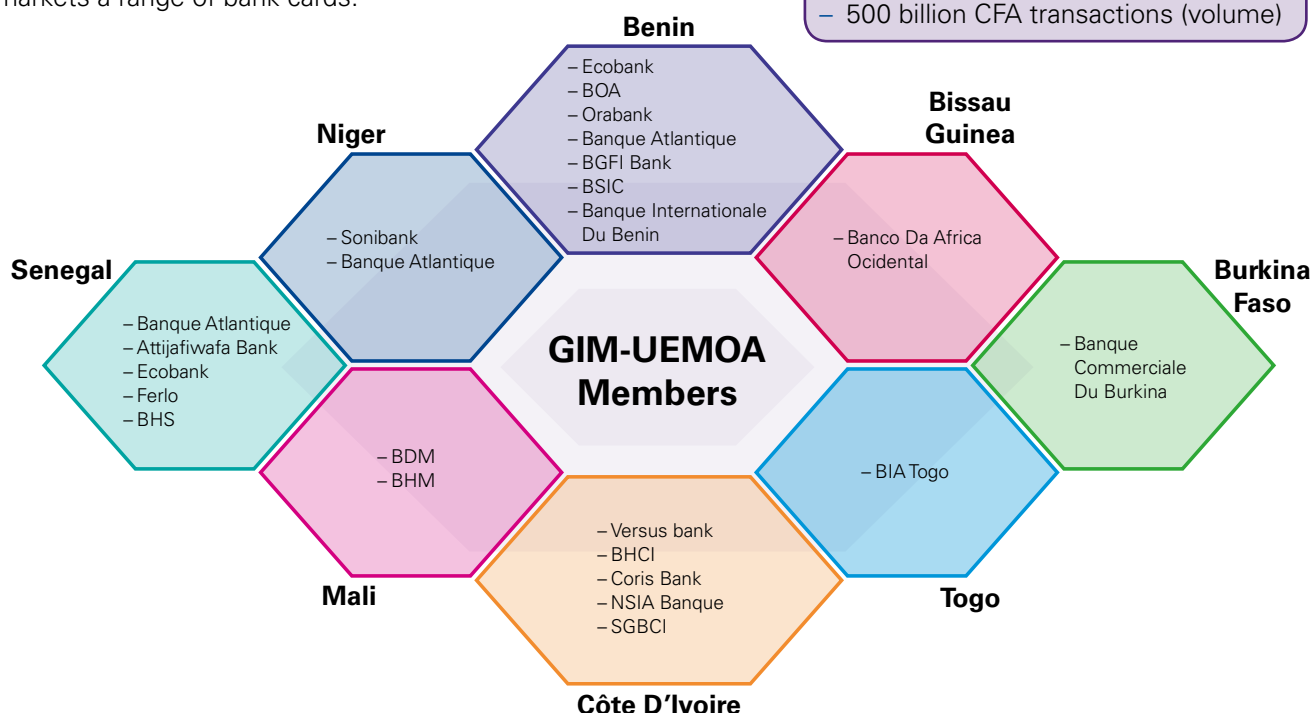 markets a range of bank cards.
– 500 billion CFA transactions (volume)
Benin
– Ecobank
– BOA
– Orabank
– Banque Atlantique
– BGFI Bank
– BSIC
– Banque Internationale
Du Benin
Bissau
Guinea
– Banco Da Africa
Ocidental
Niger
– Sonibank
– Banque Atlantique
Senegal
– Banque Atlantique
– Attijafiwafa Bank
– Ecobank
– Ferlo
– BHS
GIM-UEMOA
Members
Burkina
Faso
– Banque
Commerciale
Du Burkina
– BDM
– BHM
Mali
– BIA Togo
Togo
– Versus bank
– BHCI
– Coris Bank
– NSIA Banque
– SGBCI
Côte D’Ivoire